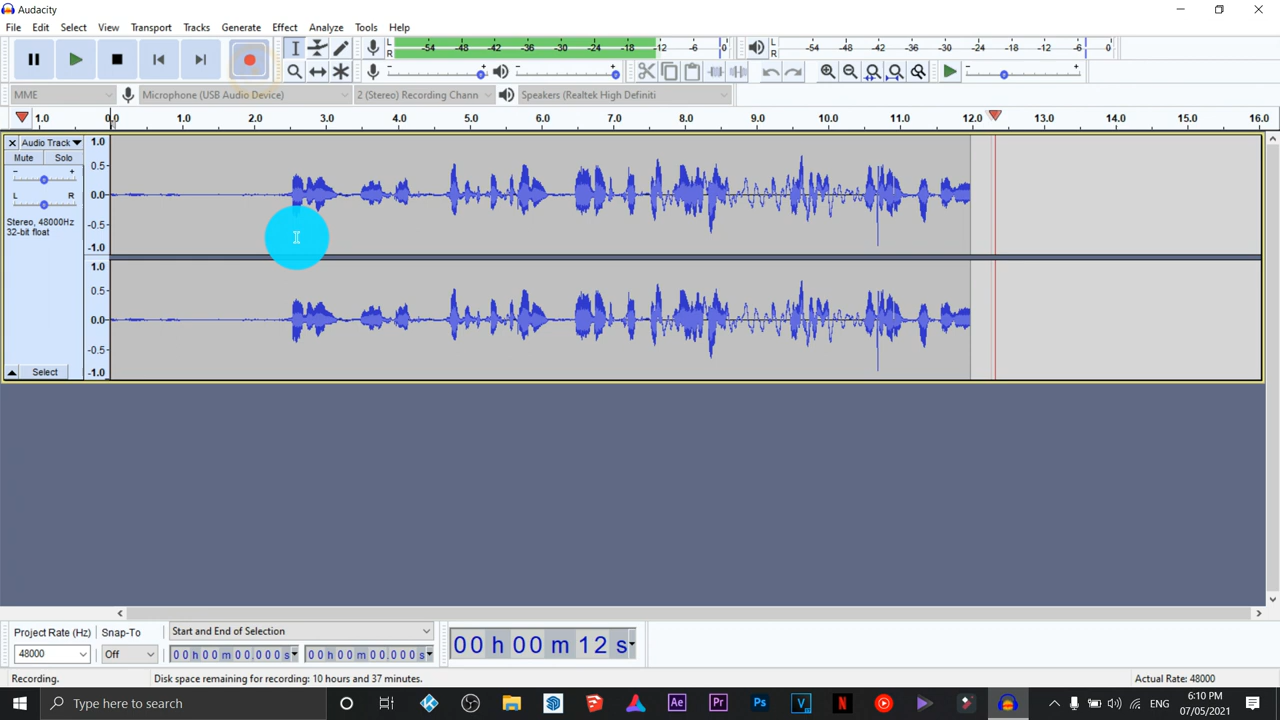 Audacity
File Edit Select View Transport Tracks Generate Effect Analyze Tools Help
L R -54 -48 -42 -36 -30 -24 -18 -12 -6 0 L R -54 -48 -42 -36 -30 -24 -18 -12 -6 0
- + - + - +
MME Microphone (USB Audio Device) 2 (Stereo) Recording Chann Speakers (Realtek High Definiti
1.0 0.0 1.0 2.0 3.0 4.0 5.0 6.0 7.0 8.0 9.0 10.0 11.0 12.0 13.0 14.0 15.0 16.0
Audio Track 1.0
Mute Solo
- + 0.5
L R 0.0
Stereo, 48000Hz -0.5
32-bit float
-1.0
1.0
0.5
0.0
-0.5
Select -1.0
Project Rate (Hz) Snap-To Start and End of Selection
48000 Off 00 h 00 m 00.000 s 00 h 00 m 00.000 s 00 h 00 m 12 s
Recording. Disk space remaining for recording: 10 hours and 37 minutes. Actual Rate: 48000
Type here to search Ae Pr Ps V N ENG 6:10 PM
07/05/2021